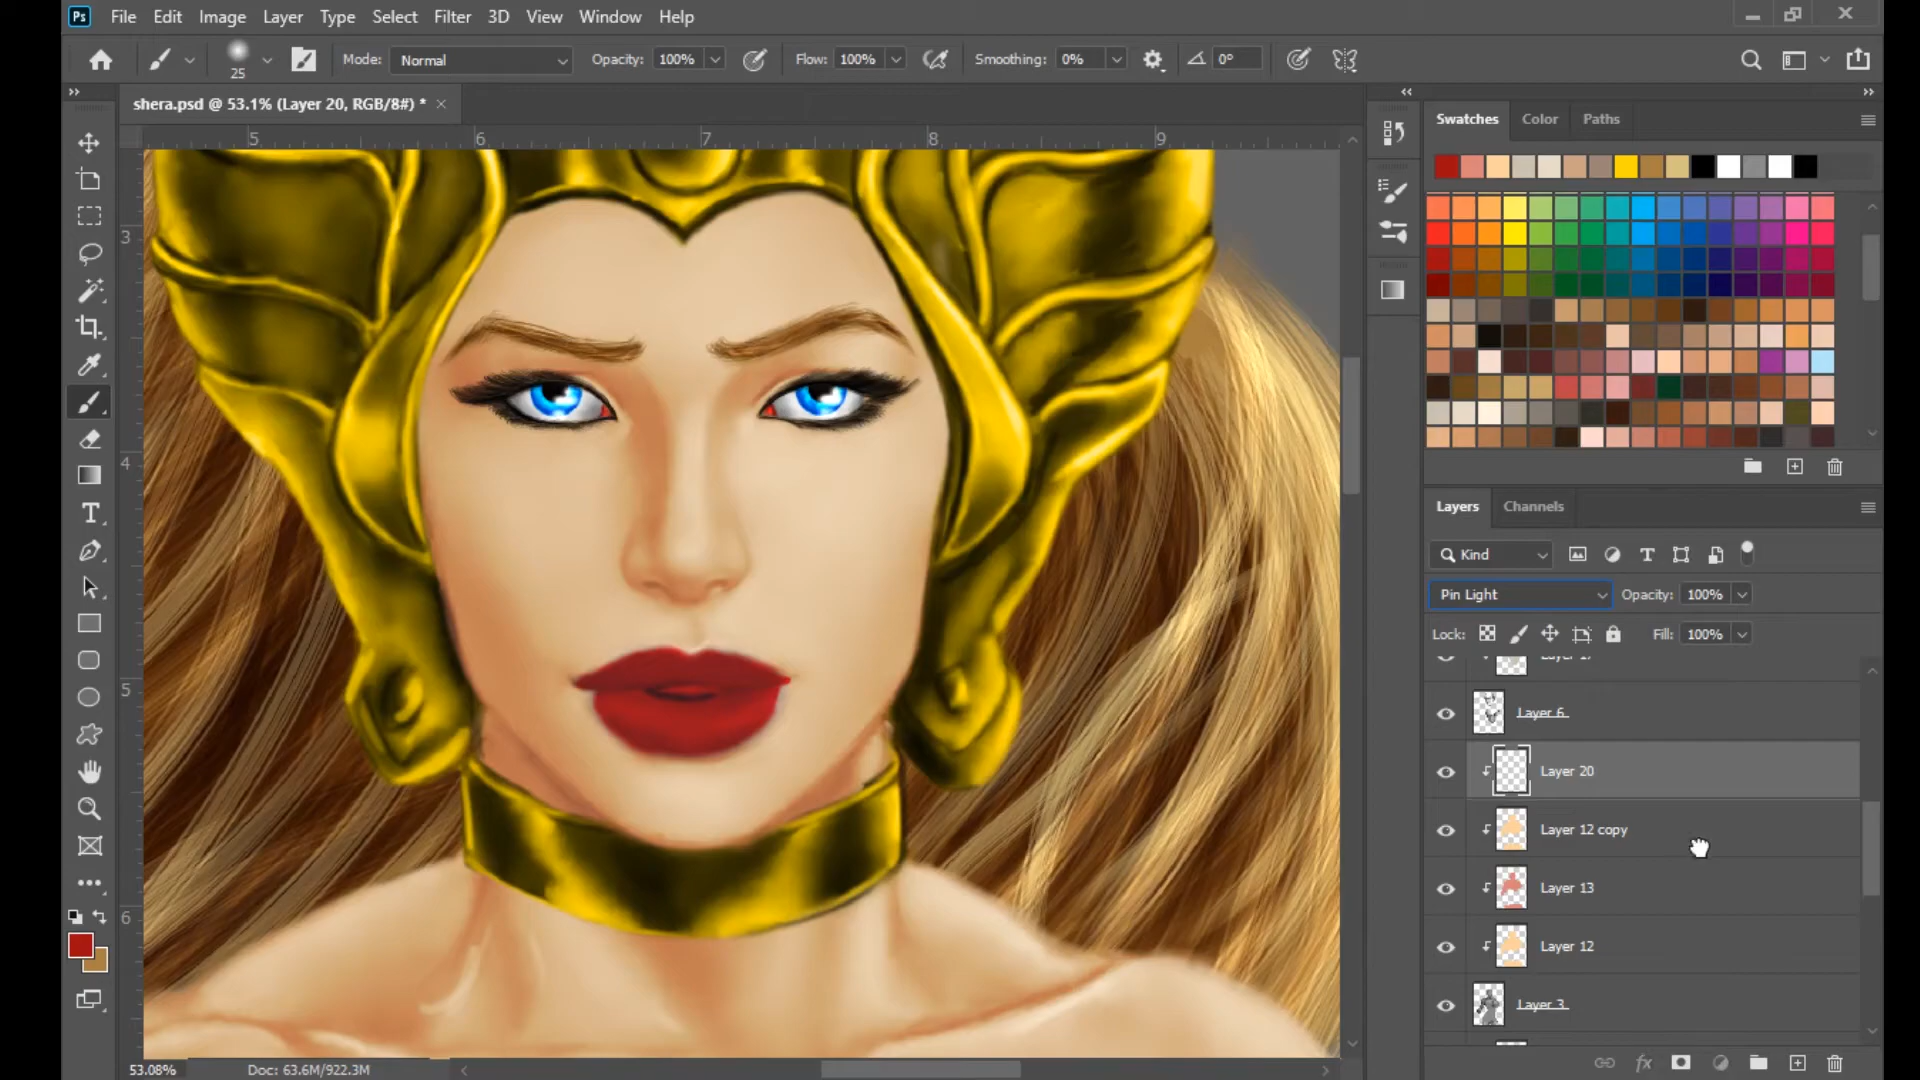 Ps File Edit Image Layer Type Select Filter 3D View Window Help
25 Mode: Normal Opacity: 100% Flow: 100% Smoothing: 0% 0°
shera.psd @ 53.1% (Layer 20, RGB/8#) * ×
5 6 7 8 9
3
4
5
6
Swatches Color Paths
Layers Channels
Kind
Pin Light Opacity: 100%
Lock: Fill: 100%
Layer 6
Layer 20
Layer 12 copy
Layer 13
Layer 12
Layer 3
53.08% Doc: 63.6M/922.3M